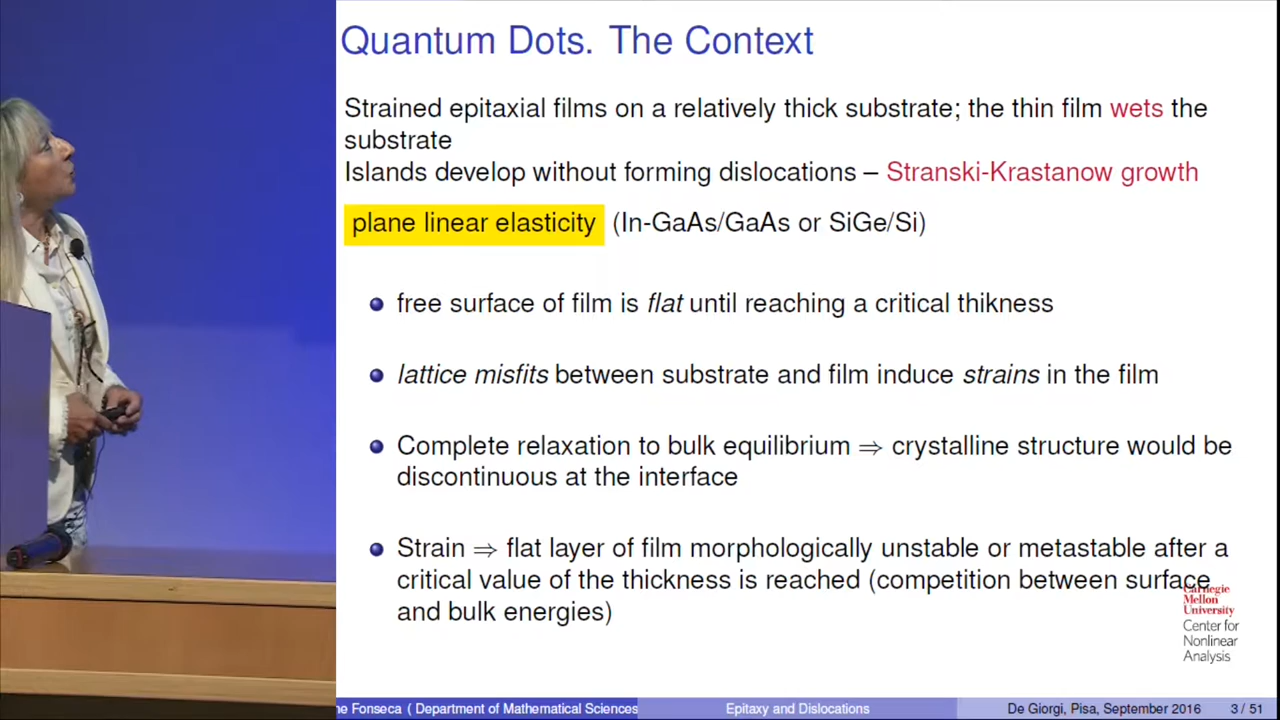 Quantum Dots. The Context
Strained epitaxial films on a relatively thick substrate; the thin film wets the
substrate
Islands develop without forming dislocations – Stranski-Krastanow growth
plane linear elasticity (In-GaAs/GaAs or SiGe/Si)
free surface of film is flat until reaching a critical thikness
lattice misfits between substrate and film induce strains in the film
Complete relaxation to bulk equilibrium ⇒ crystalline structure would be
discontinuous at the interface
Strain ⇒ flat layer of film morphologically unstable or metastable after a
critical value of the thickness is reached (competition between surface
and bulk energies)
Carnegie
Mellon
University
Center for
Nonlinear
Analysis
ne Fonseca ( Department of Mathematical Sciences
Epitaxy and Dislocations
De Giorgi, Pisa, September 2016 3 / 51